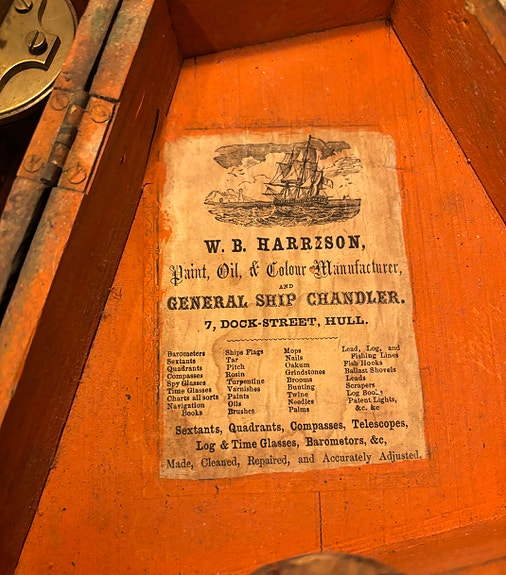 W. B. HARRISON,
Paint, Oil, & Colour Manufacturer,
AND
GENERAL SHIP CHANDLER.
7, DOCK-STREET, HULL.
Barometers
Sextants
Quadrants
Compasses
Spy Glasses
Time Glasses
Charts all sorts
Navigation
Books
Ships Flags
Tar
Pitch
Rosin
Turpentine
Varnishes
Paints
Oils
Brushes
Mops
Nails
Oakum
Grindstones
Brooms
Bunting
Twine
Needles
Palms
Lead, Log, and
Fishing Lines
Fish Hooks
Ballast Shovels
Leads
Scrapers
Log Books
Patent Lights,
&c. &c
Sextants, Quadrants, Compasses, Telescopes,
Log & Time Glasses, Barometors, &c,
Made, Cleaned, Repaired, and Accurately Adjusted.